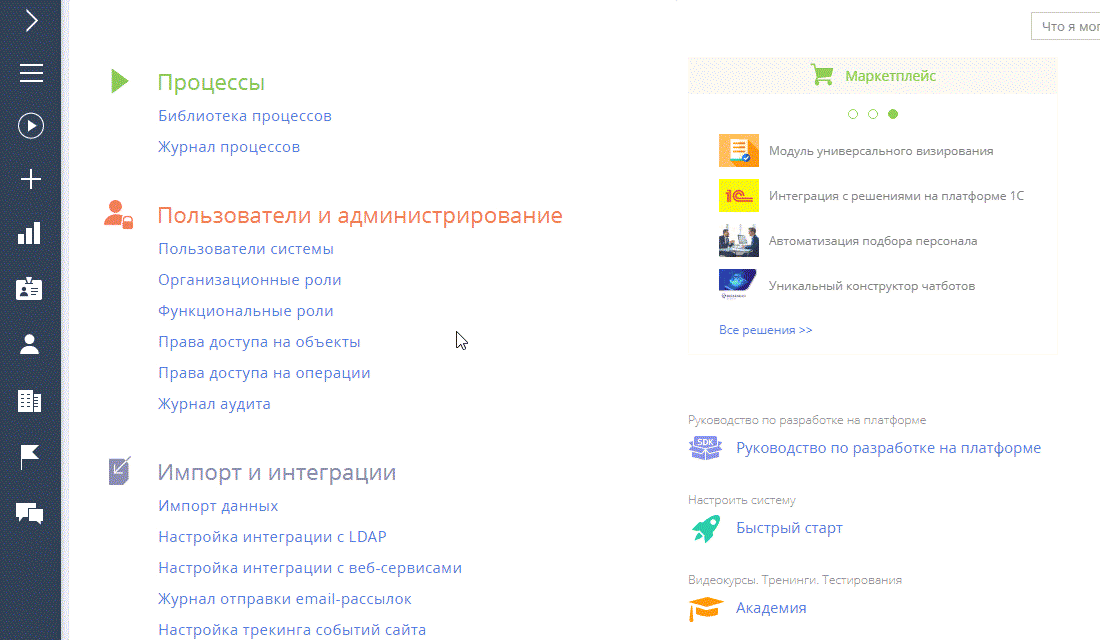 Что я мог
Процессы
Библиотека процессов
Журнал процессов
Пользователи и администрирование
Пользователи системы
Организационные роли
Функциональные роли
Права доступа на объекты
Права доступа на операции
Журнал аудита
Импорт и интеграции
Импорт данных
Настройка интеграции с LDAP
Настройка интеграции с веб-сервисами
Журнал отправки email-рассылок
Настройка трекинга событий сайта
Маркетплейс
Модуль универсального визирования
1С
Интеграция с решениями на платформе 1С
Автоматизация подбора персонала
Уникальный конструктор чатботов
Все решения >>
Руководство по разработке на платформе
SDK
Руководство по разработке на платформе
Настроить систему
Быстрый старт
Видеокурсы. Тренинги. Тестирования
Академия